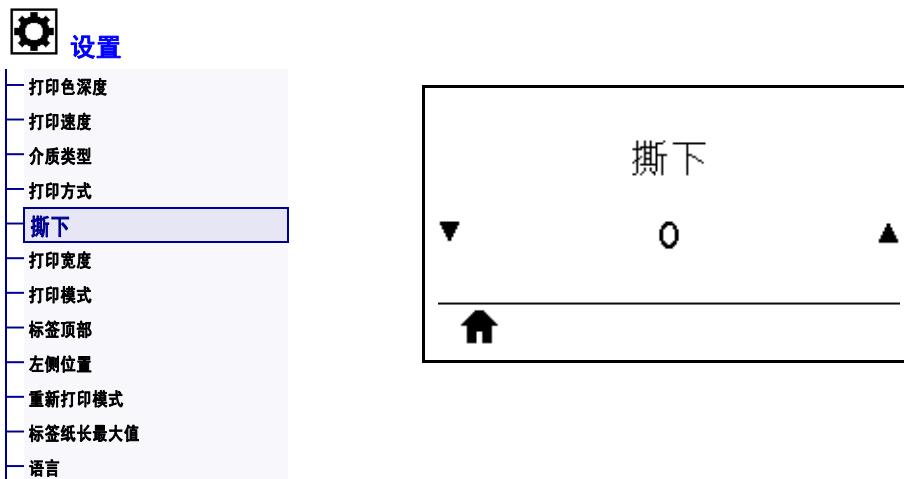 设置
打印色深度
打印速度
介质类型
打印方式
撕下
打印宽度
打印模式
标签顶部
左侧位置
重新打印模式
标签纸长最大值
语言
撕下
0